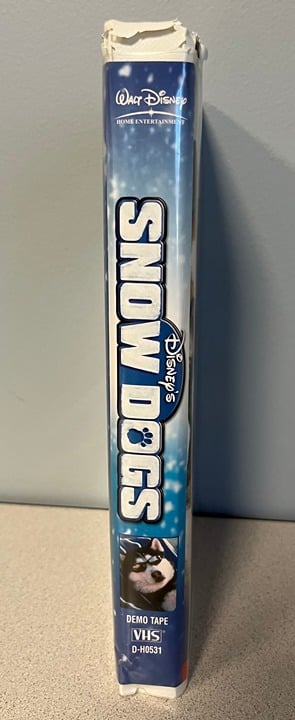 WALT DISNEY
HOME ENTERTAINMENT
DISNEY'S
SNOW DOGS
DEMO TAPE
VHS
D-H0531